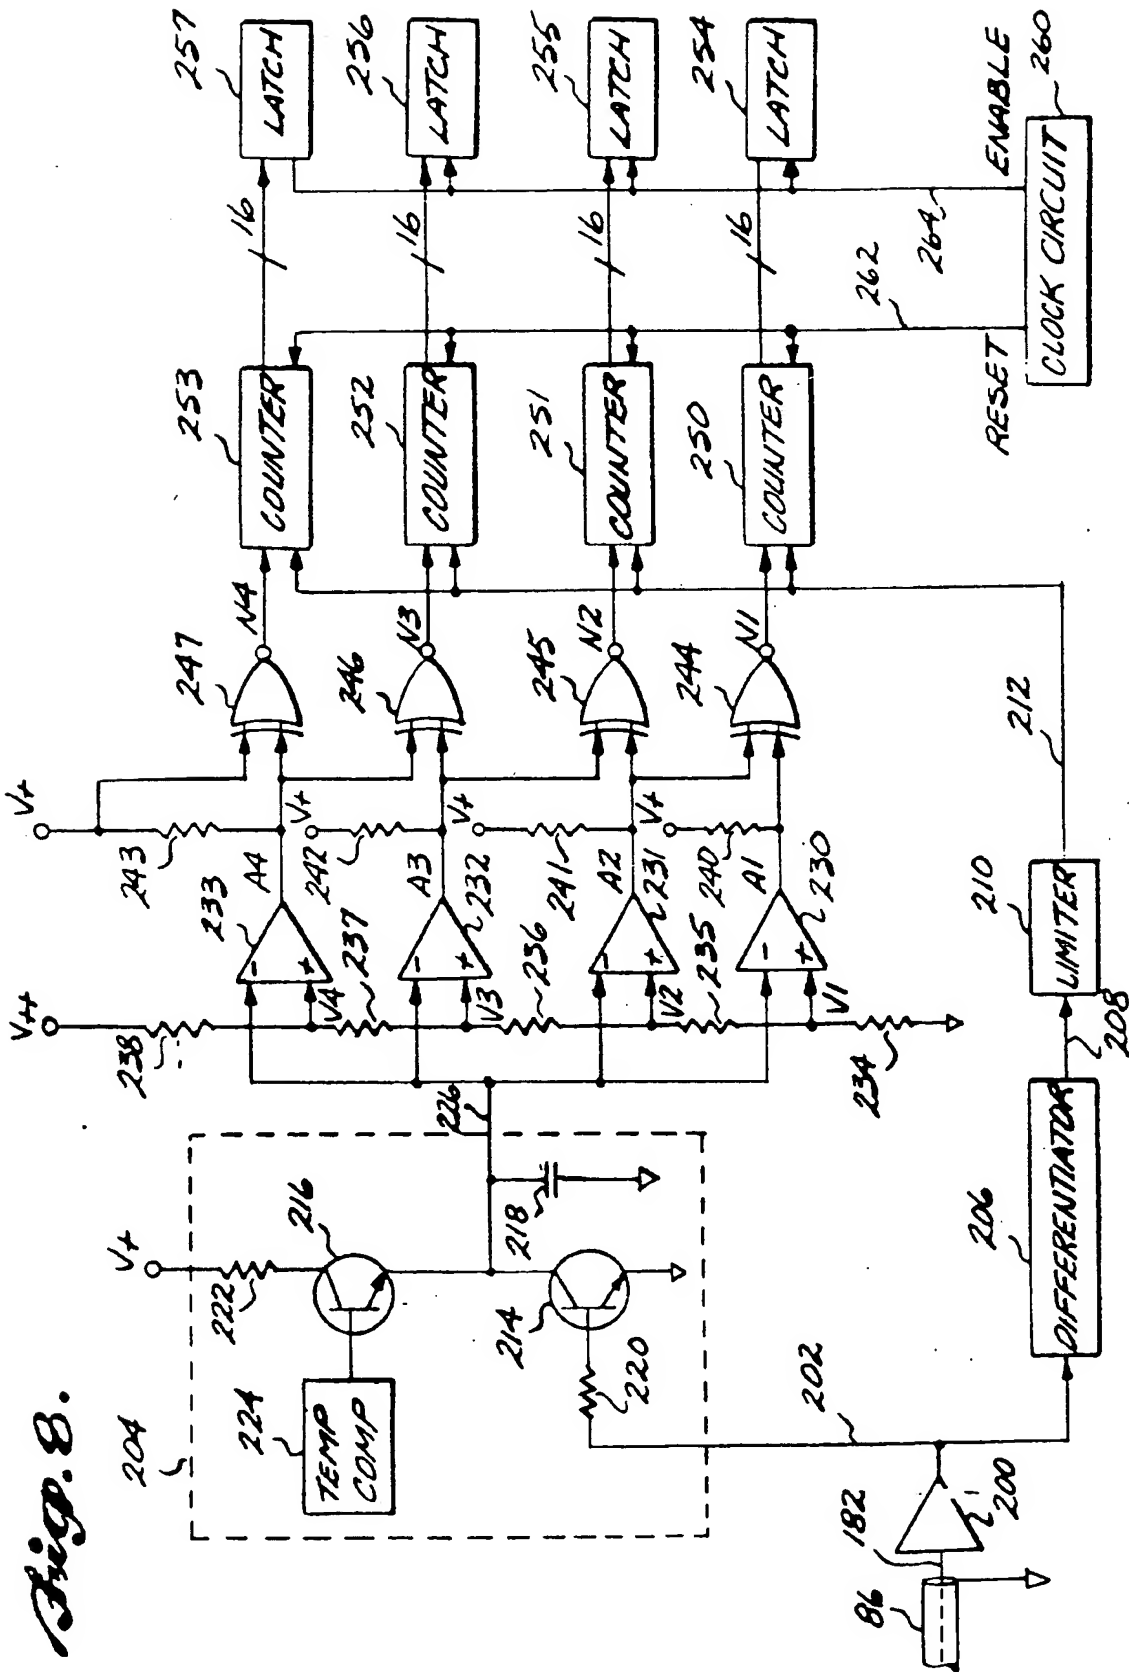 Fig. 8.
257
256
255
254
LATCH
LATCH
LATCH
LATCH
ENABLE
260
16
16
16
16
264
262
CLOCK CIRCUIT
RESET
253
252
251
250
COUNTER
COUNTER
COUNTER
COUNTER
N4
N3
N2
N1
247
246
245
244
212
V+
V+
V+
V+
243
242
241
240
A4
A3
A2
A1
233
232
231
230
-
+
-
+
-
+
-
+
210
LIMITER
208
V++
238
V4
237
V3
236
V2
235
V1
234
226
204
V+
222
216
218
214
220
224
TEMP
COMP
202
206
DIFFERENTIATOR
200
182
86